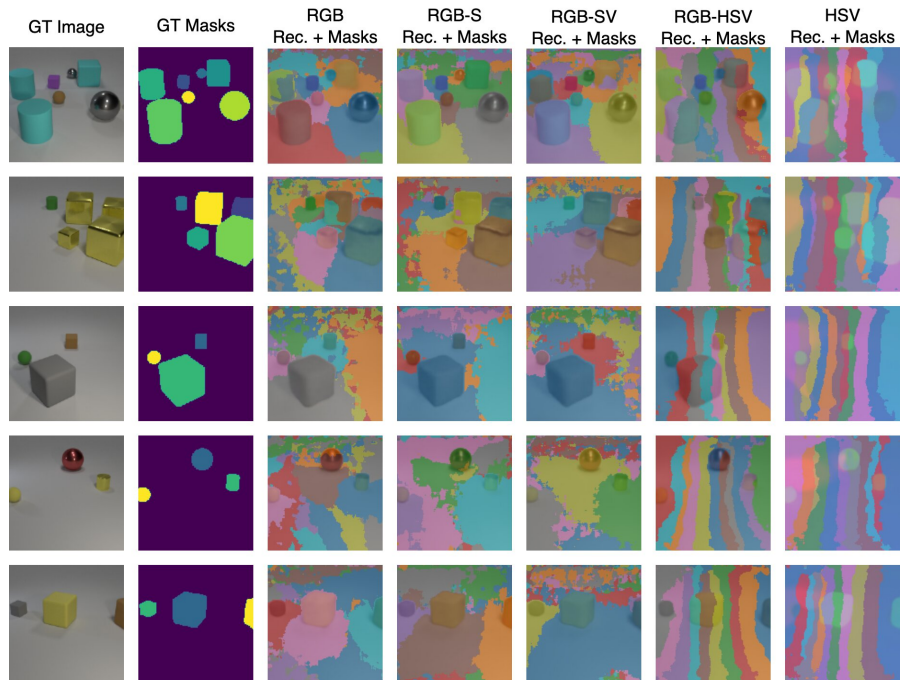 GT Image
GT Masks
RGB
Rec. + Masks
RGB-S
Rec. + Masks
RGB-SV
Rec. + Masks
RGB-HSV
Rec. + Masks
HSV
Rec. + Masks